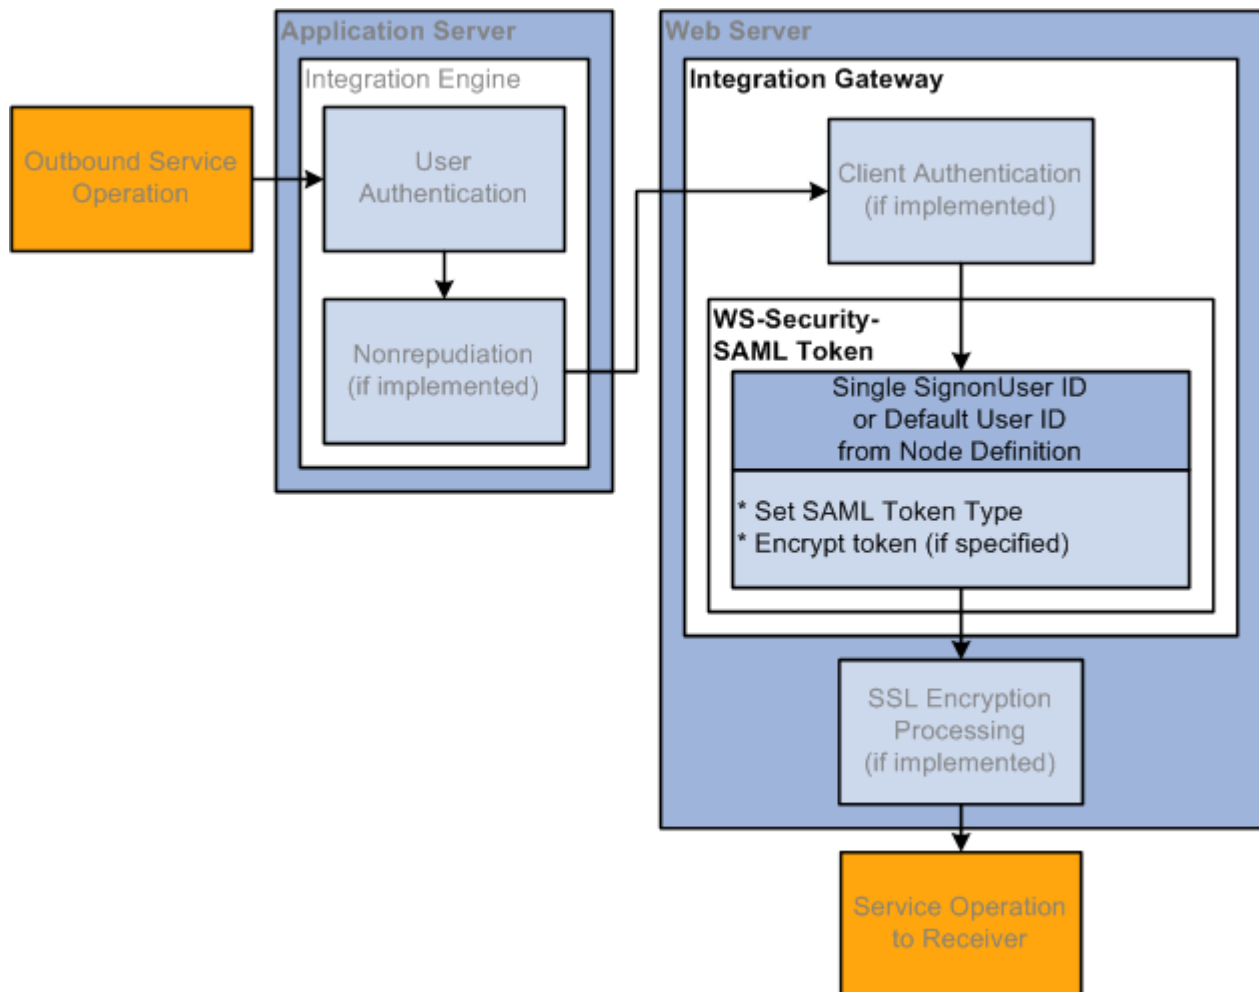 Application Server
Integration Engine
Outbound Service
Operation
User
Authentication
Nonrepudiation
(if implemented)
Web Server
Integration Gateway
Client Authentication
(if implemented)
WS-Security-
SAML Token
Single SignonUser ID
or Default User ID
from Node Definition
* Set SAML Token Type
* Encrypt token (if specified)
SSL Encryption
Processing
(if implemented)
Service Operation
to Receiver